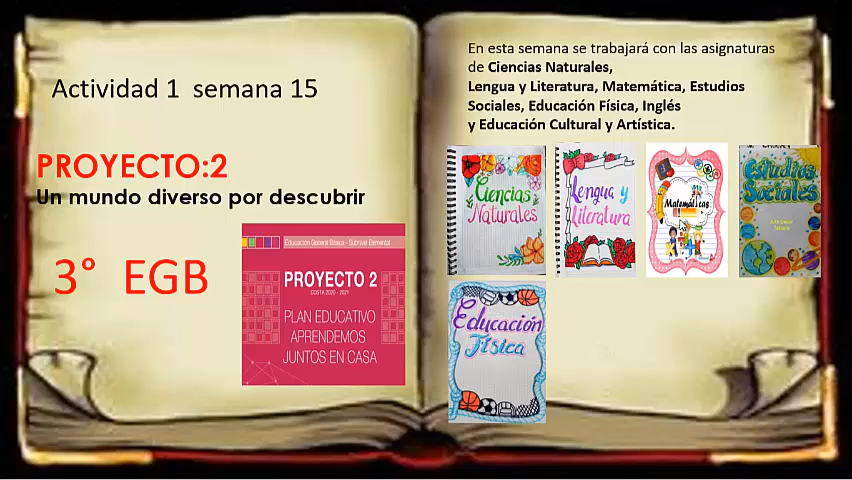 Actividad 1 semana 15
PROYECTO:2
Un mundo diverso por descubrir
3° EGB
Educación General Básica - Subnivel Elemental
PROYECTO 2
COSTA 2020 - 2021
PLAN EDUCATIVO
APRENDEMOS
JUNTOS EN CASA
En esta semana se trabajará con las asignaturas
de Ciencias Naturales,
Lengua y Literatura, Matemática, Estudios
Sociales, Educación Física, Inglés
y Educación Cultural y Artística.
Ciencias
Naturales
Lengua y
Literatura
Matemáticas
Estudios
Sociales
Educación
Física